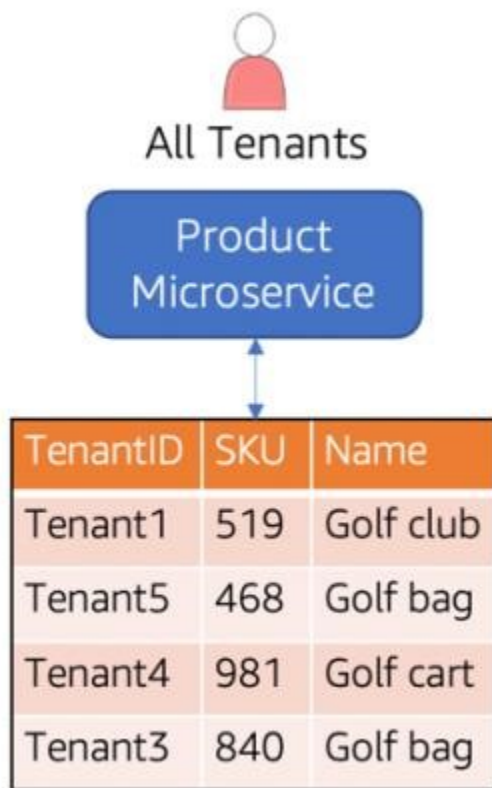 All Tenants
Product
Microservice
TenantID SKU Name
Tenant1 519 Golf club
Tenant5 468 Golf bag
Tenant4 981 Golf cart
Tenant3 840 Golf bag